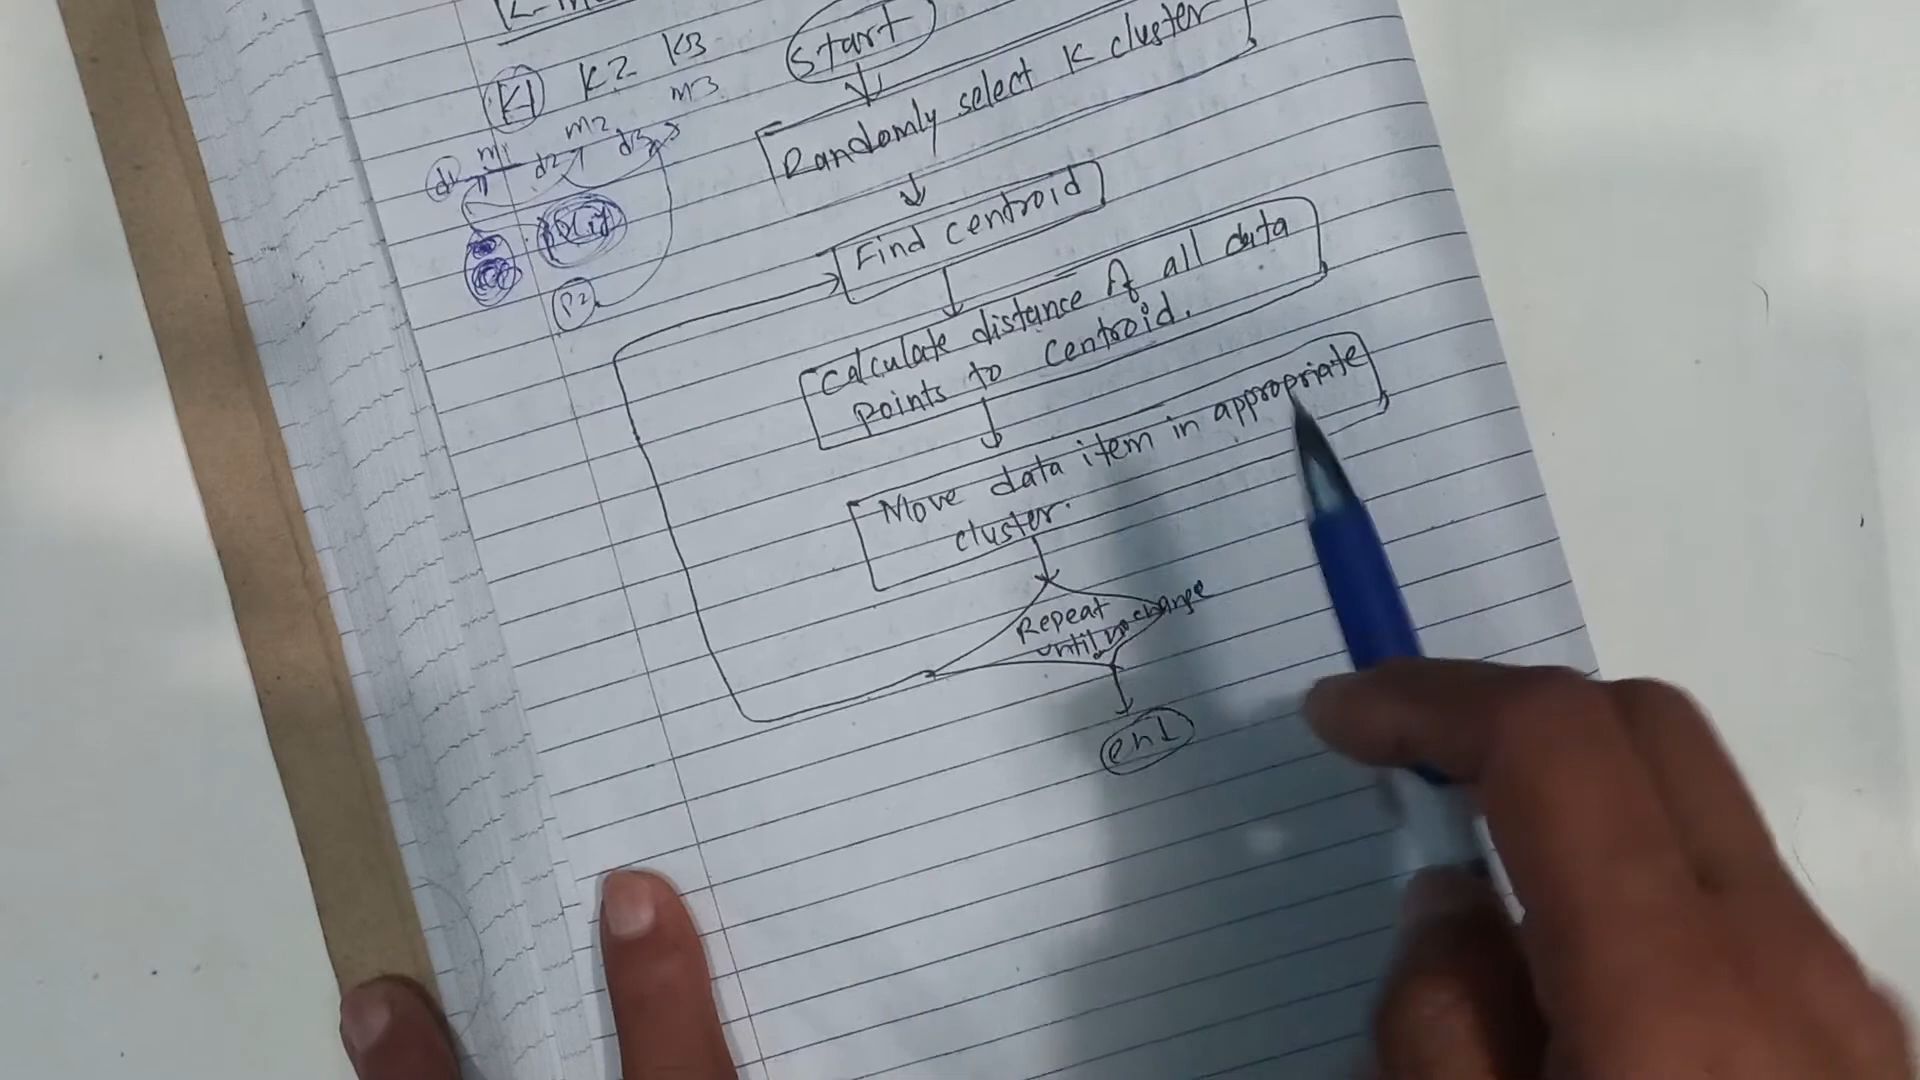 K1 K2 K3
m1 m2 m3
d1 d2 d3
P2
Start
Randomly select K cluster
Find centroid
Calculate distance of all data
points to centroid.
Move data item in appropriate
cluster.
Repeat
until no change
end